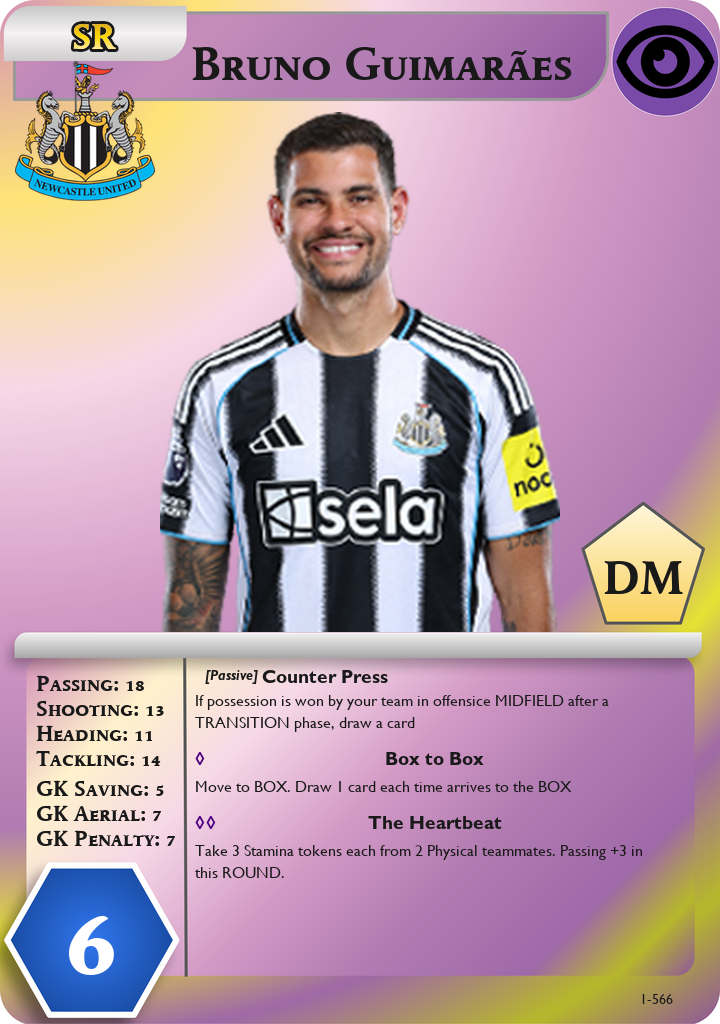 SR
Bruno Guimarães
NEWCASTLE UNITED
sela
noc
DM
Passing: 18
Shooting: 13
Heading: 11
Tackling: 14
GK Saving: 5
GK Aerial: 7
GK Penalty: 7
6
[Passive] Counter Press
If possession is won by your team in offensice MIDFIELD after a
TRANSITION phase, draw a card
◊ Box to Box
Move to BOX. Draw 1 card each time arrives to the BOX
◊◊ The Heartbeat
Take 3 Stamina tokens each from 2 Physical teammates. Passing +3 in
this ROUND.
1-566